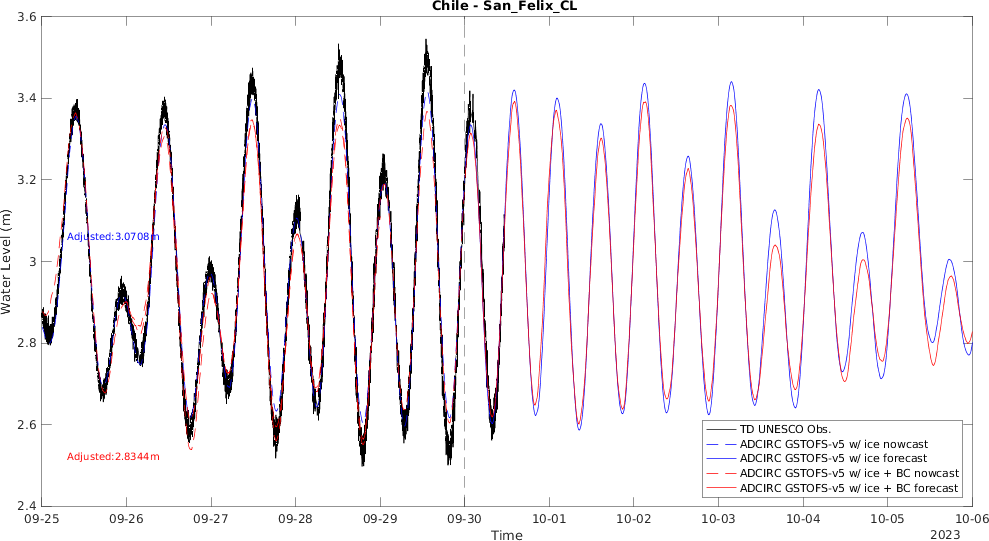 Chile - San_Felix_CL
3.6
3.4
3.2
3
2.8
2.6
2.4
Water Level (m)
Adjusted:3.0708m
Adjusted:2.8344m
TD UNESCO Obs.
ADCIRC GSTOFS-v5 w/ ice nowcast
ADCIRC GSTOFS-v5 w/ ice forecast
ADCIRC GSTOFS-v5 w/ ice + BC nowcast
ADCIRC GSTOFS-v5 w/ ice + BC forecast
09-25 09-26 09-27 09-28 09-29 09-30 10-01 10-02 10-03 10-04 10-05 10-06
Time
2023